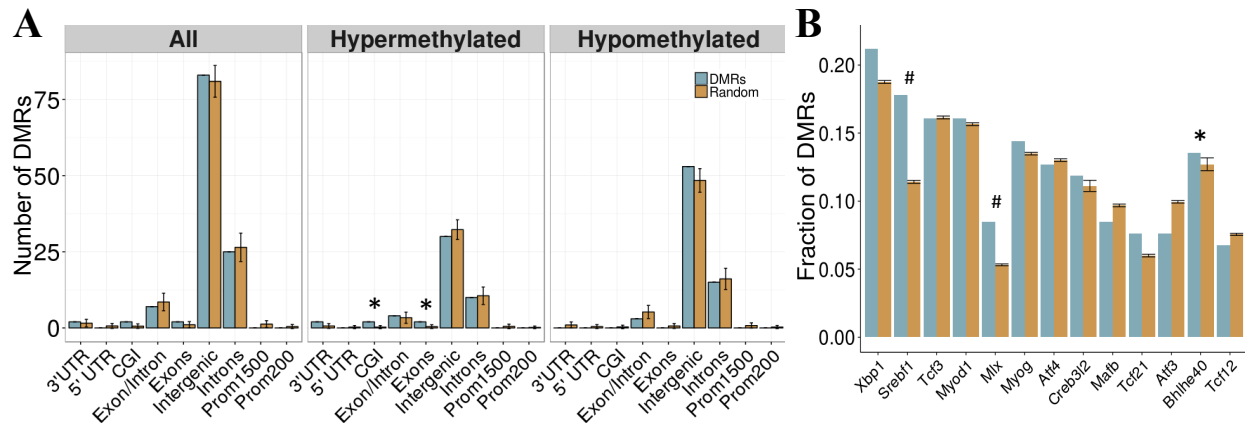 A
B
All
Hypermethylated
Hypomethylated
Number of DMRs
75
50
25
0
DMRs
Random
*
*
3'UTR
5' UTR
CGI
Exon/Intron
Exons
Intergenic
Introns
Prom1500
Prom200
3'UTR
5' UTR
CGI
Exon/Intron
Exons
Intergenic
Introns
Prom1500
Prom200
3'UTR
5' UTR
CGI
Exon/Intron
Exons
Intergenic
Introns
Prom1500
Prom200
Fraction of DMRs
0.20
0.15
0.10
0.05
0.00
#
#
*
Xbp1
Srebf1
Tcf3
Myod1
Mlx
Myog
Atf4
Creb3l2
Mafb
Tcf21
Atf3
Bhlhe40
Tcf12